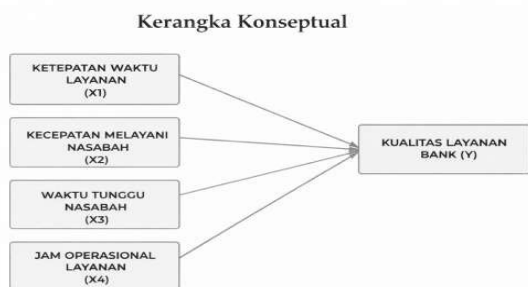 Kerangka Konseptual
KETEPATAN WAKTU
LAYANAN
(X1)
KECEPATAN MELAYANI
NASABAH
(X2)
WAKTU TUNGGU
NASABAH
(X3)
JAM OPERASIONAL
LAYANAN
(X4)
KUALITAS LAYANAN
BANK (Y)